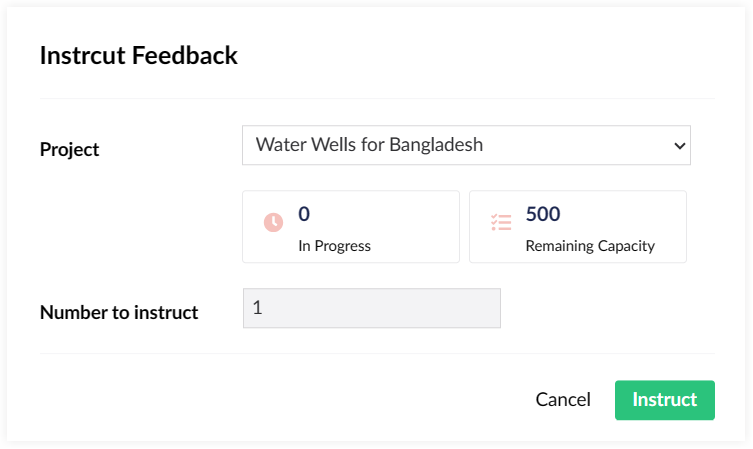 Instrcut Feedback
Project
Water Wells for Bangladesh
0
In Progress
500
Remaining Capacity
Number to instruct
1
Cancel
Instruct